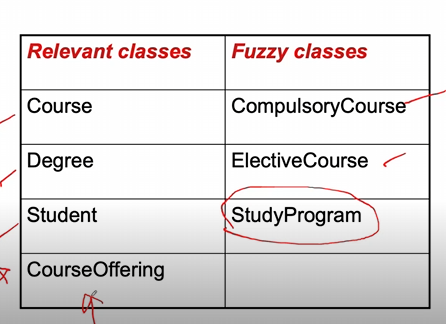 Relevant classes Fuzzy classes
Course CompulsoryCourse
Degree ElectiveCourse
Student StudyProgram
CourseOffering